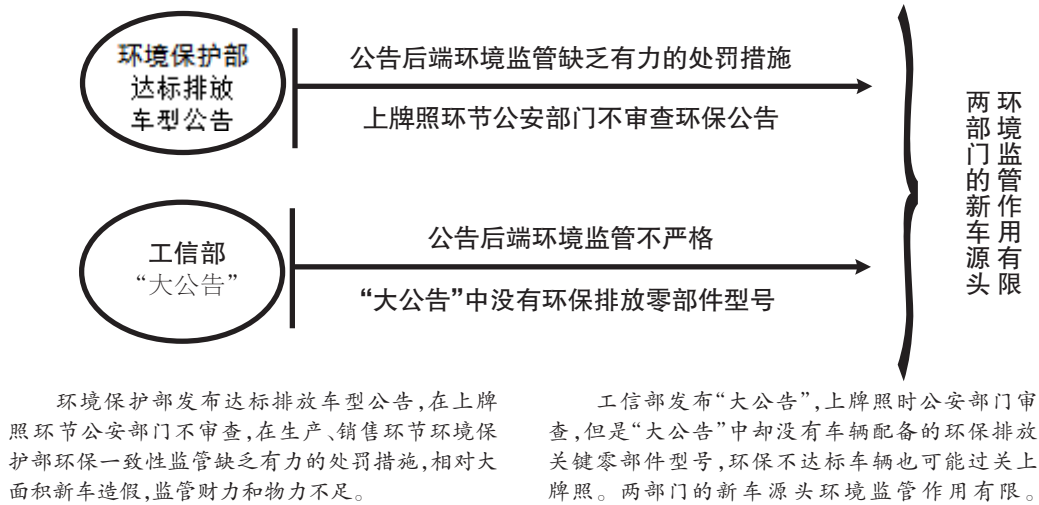 环境保护部
达标排放
车型公告
公告后端环境监管缺乏有力的处罚措施
上牌照环节公安部门不审查环保公告
工信部
“大公告”
公告后端环境监管不严格
“大公告”中没有环保排放零部件型号
两部门的新车源头
环境监管作用有限
环境保护部发布达标排放车型公告,在上牌
照环节公安部门不审查,在生产、销售环节环境保
护部环保一致性监管缺乏有力的处罚措施,相对大
面积新车造假,监管财力和物力不足。
工信部发布“大公告”,上牌照时公安部门审
查,但是“大公告”中却没有车辆配备的环保排放
关键零部件型号,环保不达标车辆也可能过关上
牌照。两部门的新车源头环境监管作用有限。